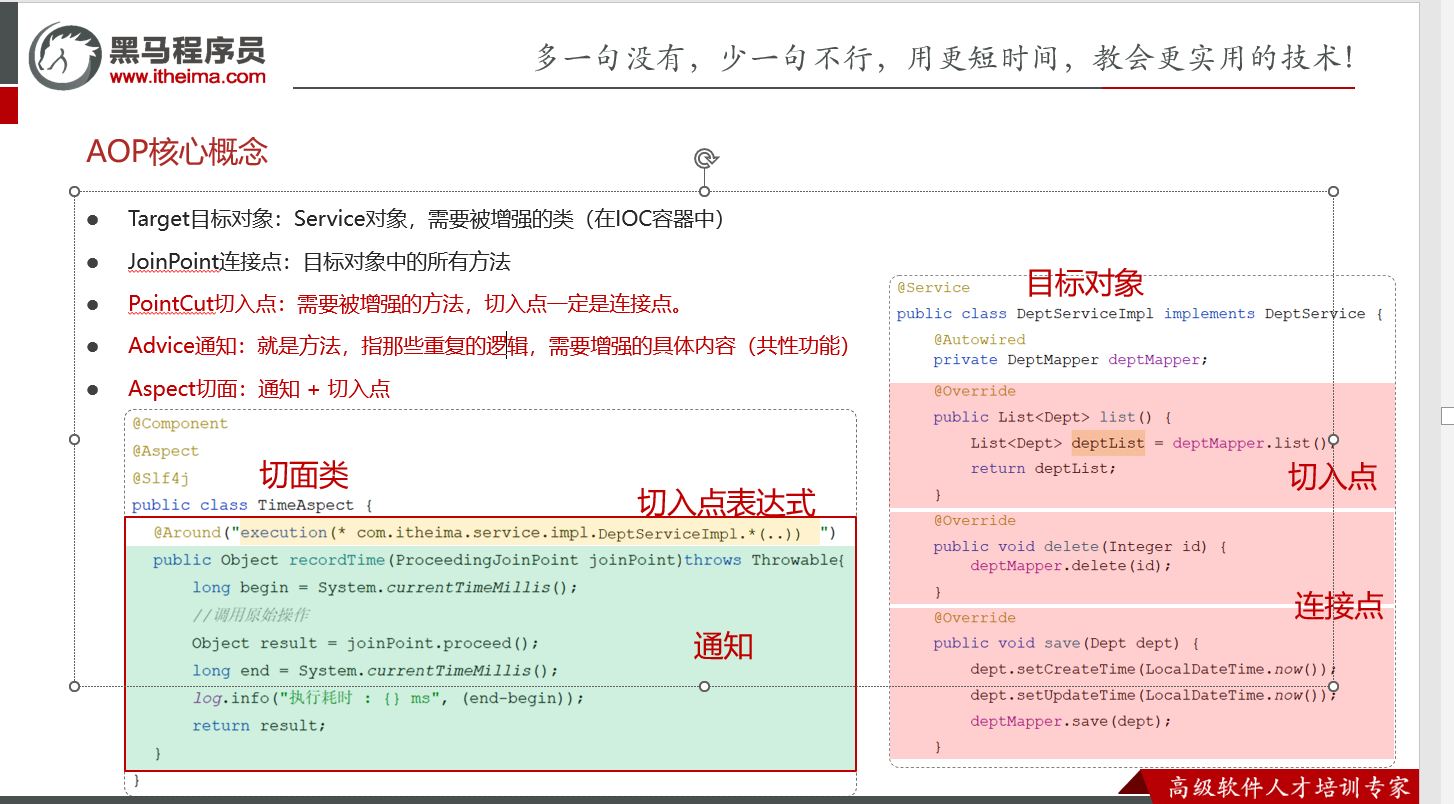 黑马程序员
www.itheima.com
多一句没有，少一句不行，用更短时间，教会更实用的技术！
AOP核心概念
Target目标对象：Service对象，需要被增强的类（在IOC容器中）
JoinPoint连接点：目标对象中的所有方法
PointCut切入点：需要被增强的方法，切入点一定是连接点。
Advice通知：就是方法，指那些重复的逻辑，需要增强的具体内容（共性功能）
Aspect切面：通知 + 切入点
@Component
@Aspect
@Slf4j
切面类
public class TimeAspect {
切入点表达式
@Around("execution(* com.itheima.service.impl.DeptServiceImpl.*(..)) ")
public Object recordTime(ProceedingJoinPoint joinPoint)throws Throwable{
long begin = System.currentTimeMillis();
//调用原始操作
Object result = joinPoint.proceed();
通知
long end = System.currentTimeMillis();
log.info("执行耗时 : {} ms", (end-begin));
return result;
}
}
@Service
目标对象
public class DeptServiceImpl implements DeptService {
@Autowired
private DeptMapper deptMapper;
@Override
public List<Dept> list() {
List<Dept> deptList = deptMapper.list();
return deptList;
切入点
}
@Override
public void delete(Integer id) {
deptMapper.delete(id);
}
连接点
@Override
public void save(Dept dept) {
dept.setCreateTime(LocalDateTime.now());
dept.setUpdateTime(LocalDateTime.now());
deptMapper.save(dept);
}
高级软件人才培训专家